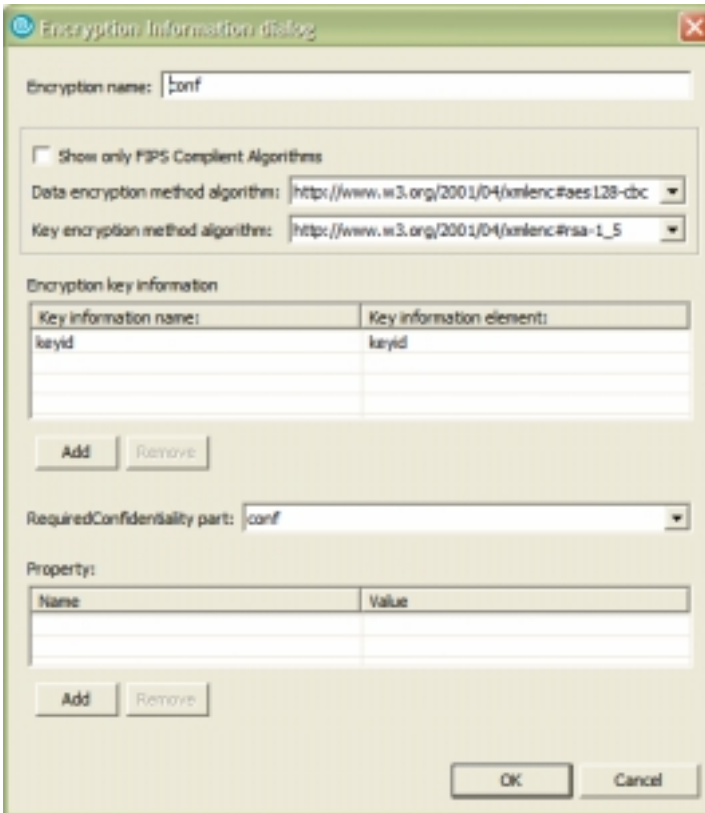 Encryption Information dialog
Encryption name: conf
Show only FIPS Complient Algorithms
Data encryption method algorithm: http://www.w3.org/2001/04/xmlenc#aes128-cbc
Key encryption method algorithm: http://www.w3.org/2001/04/xmlenc#rsa-1_5
Encryption key information
Key information name: Key information element:
keyid keyid
Add Remove
RequiredConfidentiality part: conf
Property:
Name Value
Add Remove
OK Cancel